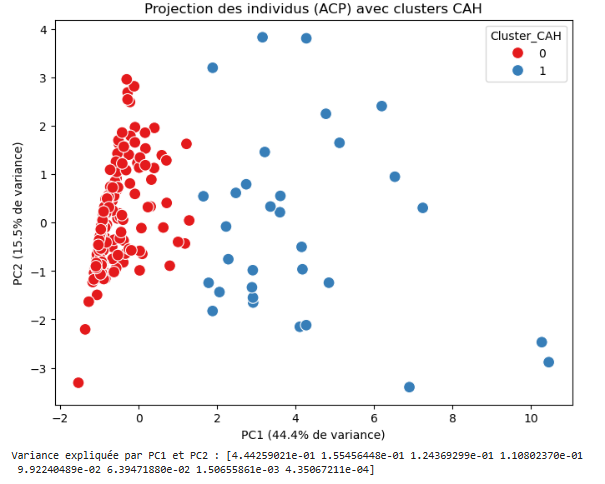 Projection des individus (ACP) avec clusters CAH
Cluster_CAH
0
1
4
3
2
1
0
−1
−2
−3
PC2 (15.5% de variance)
−2 0 2 4 6 8 10
PC1 (44.4% de variance)
Variance expliquée par PC1 et PC2 : [4.44259021e-01 1.55456448e-01 1.24369299e-01 1.10802370e-01
9.92240489e-02 6.39471880e-02 1.50655861e-03 4.35067211e-04]